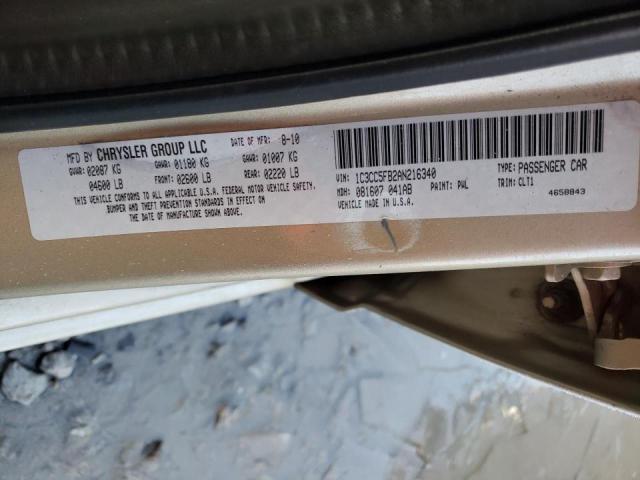 MFD BY CHRYSLER GROUP LLC DATE OF MFR: 8-10
GVWR: 02087 KG GAWR: 01180 KG GAWR: 01007 KG
04600 LB FRONT: 02600 LB REAR: 02220 LB
THIS VEHICLE CONFORMS TO ALL APPLICABLE U.S.A. FEDERAL MOTOR VEHICLE SAFETY,
BUMPER AND THEFT PREVENTION STANDARDS IN EFFECT ON
THE DATE OF MANUFACTURE SHOWN ABOVE.
VIN: 1C3CC5FB2AN216340 TYPE: PASSENGER CAR
MDH: 081607 041AB PAINT: PWL TRIM: CLT1
VEHICLE MADE IN U.S.A. 4658843